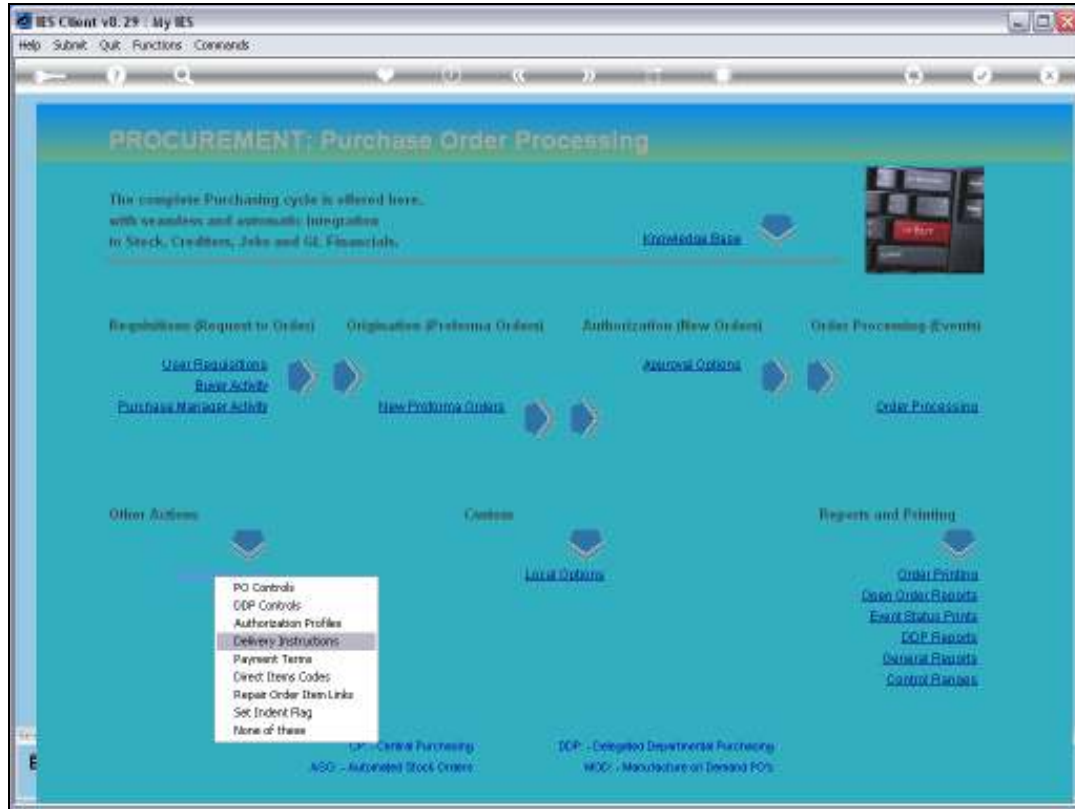 IES Client v8.29 : My IES
Help Submit Quit Functions Commands
PROCUREMENT: Purchase Order Processing
The complete Purchasing cycle is offered here,
with seamless and automatic integration
to Stock, Creditors, Jobs and GL Financials.
Knowledge Base
Requisitions (Request to Order) Origination (Proforma Orders) Authorization (New Orders) Order Processing (Events)
User Requisitions
Buyer Activity
Purchase Manager Activity
New Proforma Orders
Approval Options
Order Processing
Other Actions Custom Reports and Printing
Local Options
Order Printing
Open Order Reports
Event Status Prints
DDP Reports
General Reports
Control Ranges
PO Controls
DDP Controls
Authorization Profiles
Delivery Instructions
Payment Terms
Direct Items Codes
Repair Order Item Links
Set Indent Flag
None of these
CP: - Central Purchasing DDP: - Delegated Departmental Purchasing
ASO: - Automated Stock Orders MOD: - Manufacture on Demand PO's